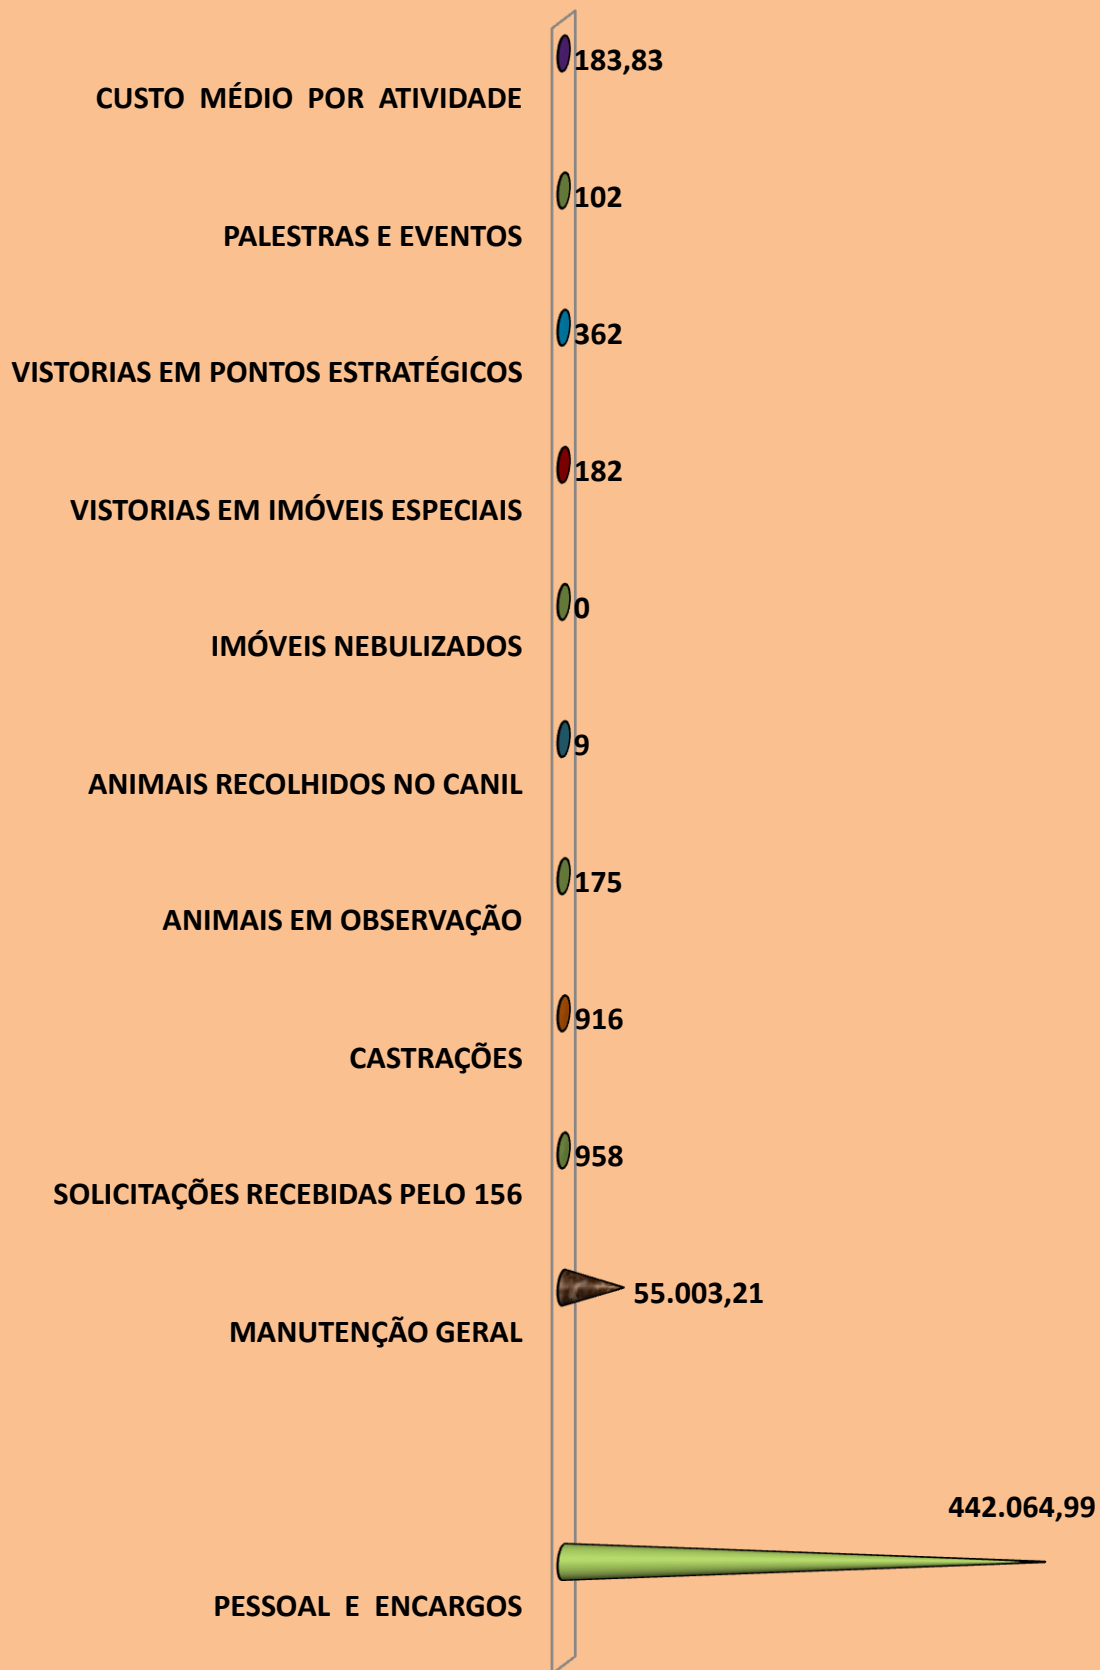 183,83
CUSTO MÉDIO POR ATIVIDADE
102
PALESTRAS E EVENTOS
362
VISTORIAS EM PONTOS ESTRATÉGICOS
182
VISTORIAS EM IMÓVEIS ESPECIAIS
0
IMÓVEIS NEBULIZADOS
9
ANIMAIS RECOLHIDOS NO CANIL
175
ANIMAIS EM OBSERVAÇÃO
916
CASTRAÇÕES
958
SOLICITAÇÕES RECEBIDAS PELO 156
55.003,21
MANUTENÇÃO GERAL
442.064,99
PESSOAL E ENCARGOS